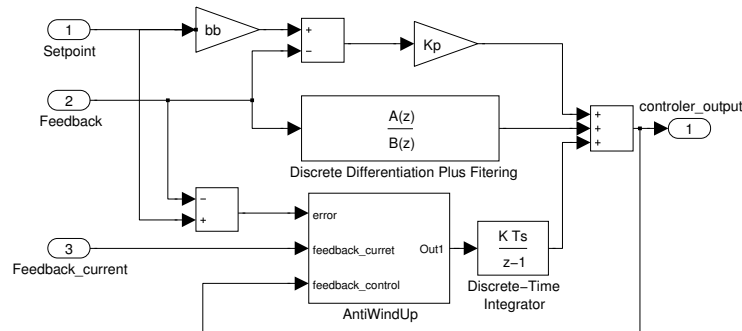 1
Setpoint
bb
+
−
Kp
2
Feedback
A(z)
B(z)
Discrete Differentiation Plus Fitering
+
+
+
controler_output
1
−
+
3
Feedback_current
error
feedback_curret
feedback_control
Out1
AntiWindUp
K Ts
z−1
Discrete−Time
Integrator